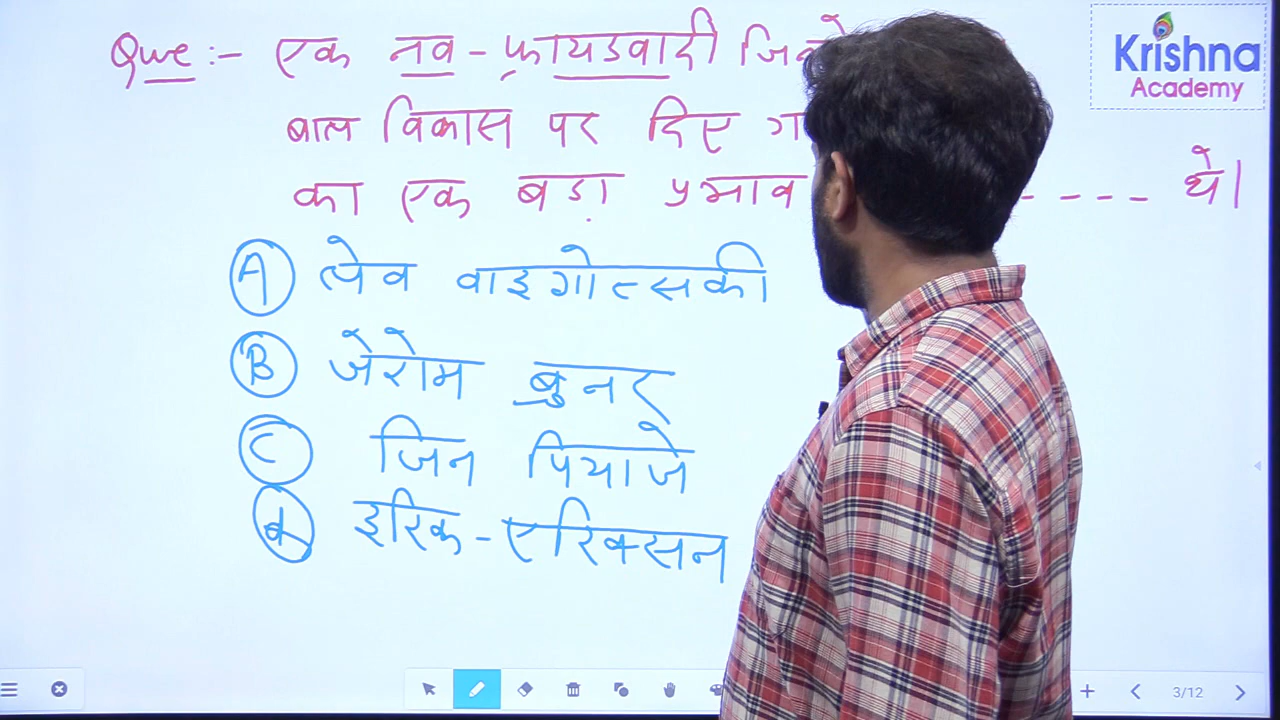 Que :- एक नव - फ्रायडवादी
बाल विकास पर दिए
का एक बड़ा प्रभाव - - - - थे।
A लेव वाइगोत्सकी
B जेरोम ब्रुनर
C जिन पियाजे
d इरिक - एरिक्सन
Krishna
Academy
3/12